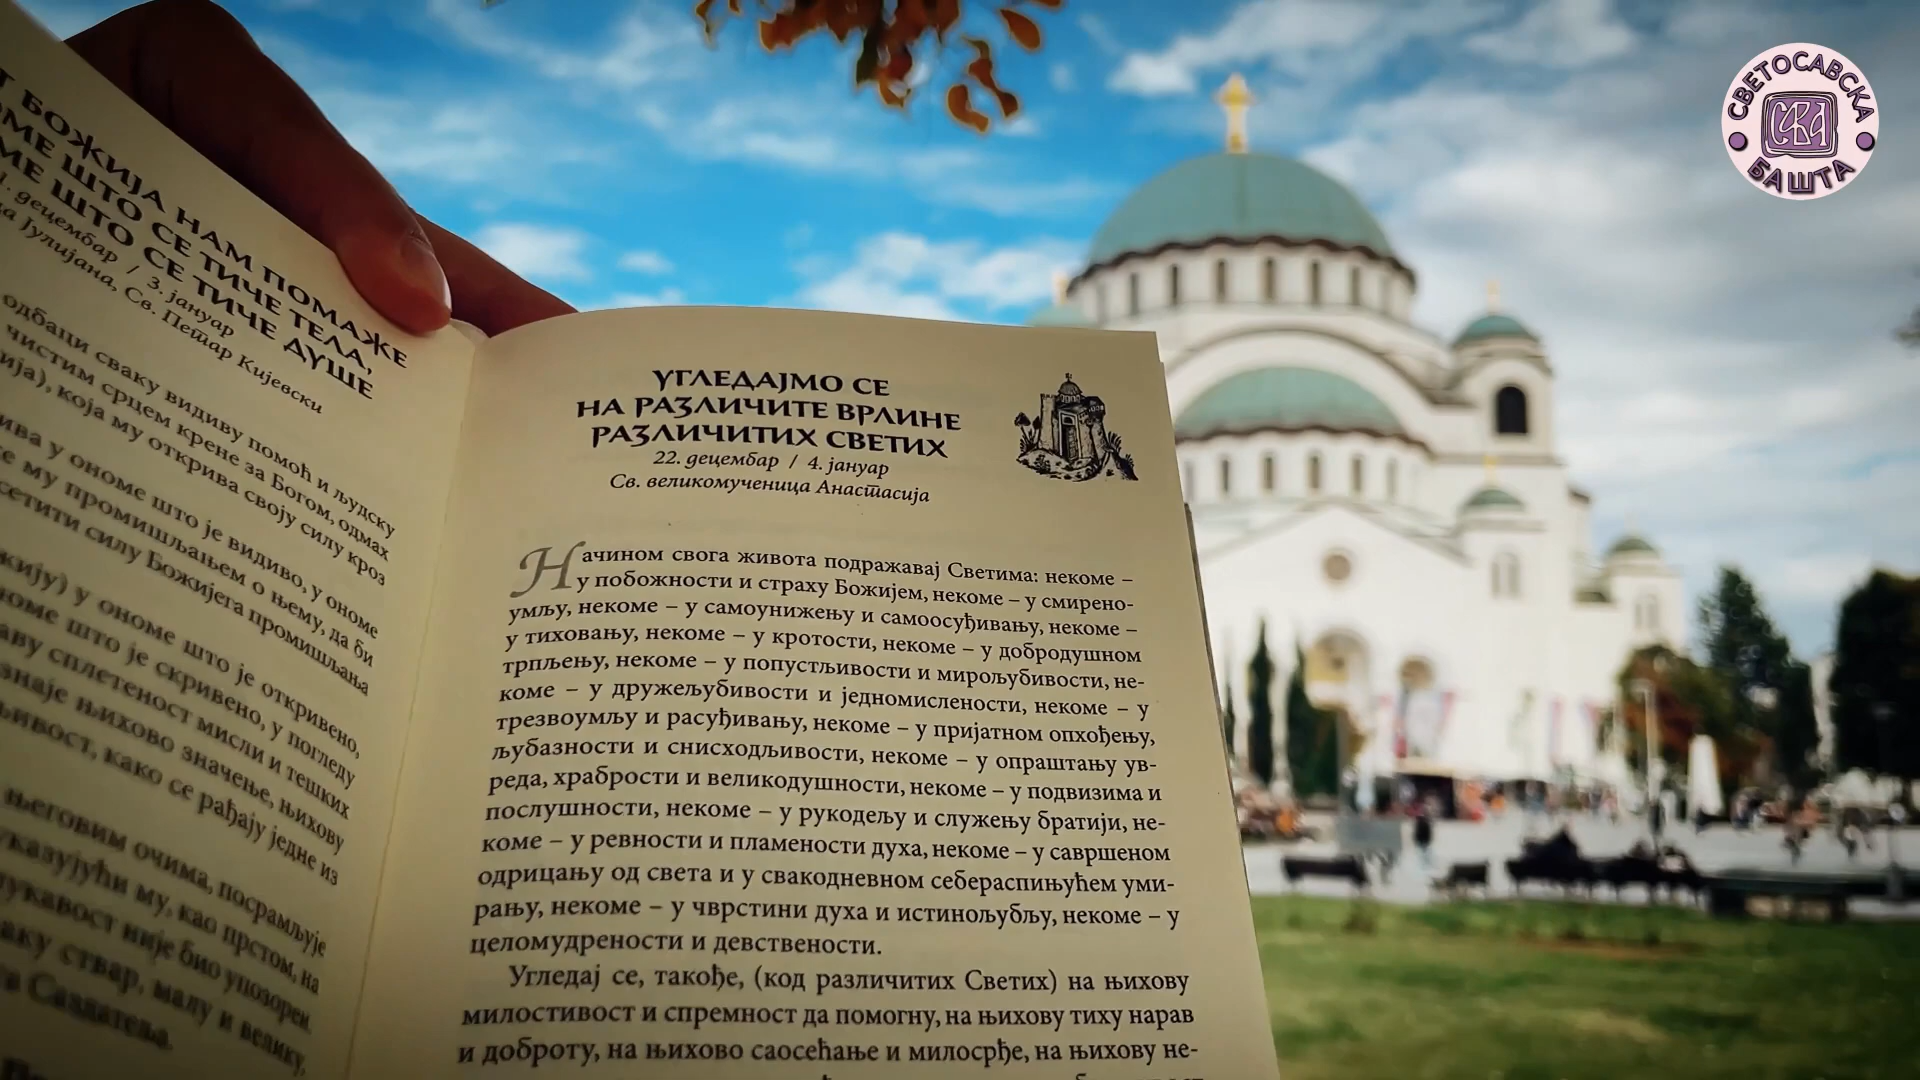 Т БОЖИЈА НАМ ПОМАЖЕ
ОМЕ ШТО СЕ ТИЧЕ ТЕЛА,
МЕ ШТО СЕ ТИЧЕ ДУШЕ
децембар / 3. јануар
Јулијана, Св. Петар Кијевски
одбаци сваку видиву помоћ и људску
чистим срцем крене за Богом, одмах
која му открива своју силу кроз
у ономе што је видиво, у ономе
му промишљањем о њему, да би
сетити силу Божијега промишљања
у ономе што је откривено,
ономе што је скривено, у погледу
сплетеност мисли и тешких
знаје њихово значење, њихову
како се рађају једне из
његовим очима, посрамљује
указујући му, као прстом, на
лукавост није био упозорен.
ствар, малу и велику,
Саздатеља.
УГЛЕДАЈМО СЕ
НА РАЗЛИЧИТЕ ВРЛИНЕ
РАЗЛИЧИТИХ СВЕТИХ
22. децембар / 4. јануар
Св. великомученица Анастасија
Начином свога живота подражавај Светима: некоме –
у побожности и страху Божијем, некоме – у смирено-
умљу, некоме – у самоунижењу и самоосуђивању, некоме –
у тиховању, некоме – у кротости, некоме – у добродушном
трпљењу, некоме – у попустљивости и мирољубивости, не-
коме – у дружељубивости и једномислености, некоме – у
трезвоумљу и расуђивању, некоме – у пријатном опхођењу,
љубазности и снисходљивости, некоме – у опраштању ув-
реда, храбрости и великодушности, некоме – у подвизима и
послушности, некоме – у рукодељу и служењу братији, не-
коме – у ревности и пламености духа, некоме – у савршеном
одрицању од света и у свакодневном себераспињућем уми-
рању, некоме – у чврстини духа и истинољубљу, некоме – у
целомудрености и девствености.
Угледај се, такође, (код различитих Светих) на њихову
милостивост и спремност да помогну, на њихову тиху нарав
и доброту, на њихово саосећање и милосрђе, на њихову не-
СВЕТОСАВСКА
САВА
БАШТА